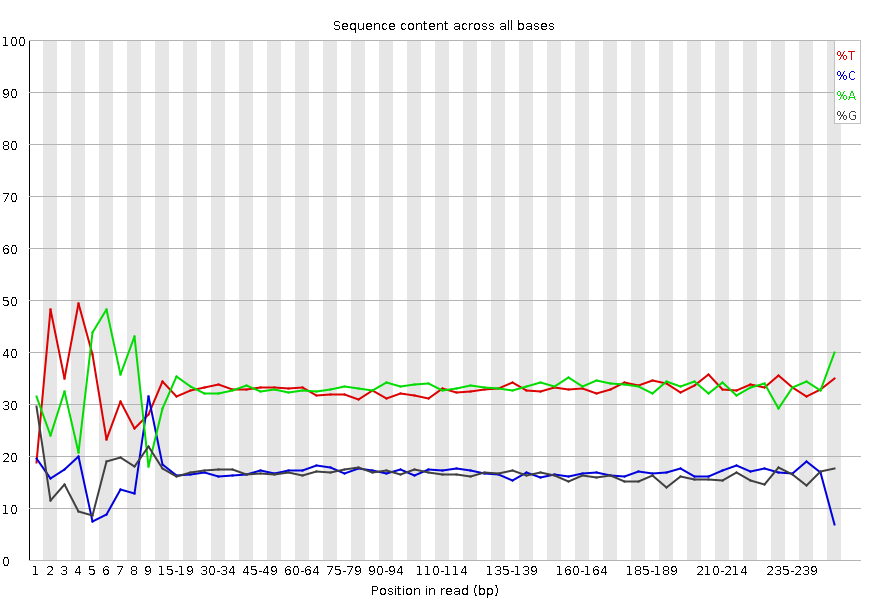 Sequence content across all bases
100
90
80
70
60
50
40
30
20
10
0
%T
%C
%A
%G
1 2 3 4 5 6 7 8 9 15-19 30-34 45-49 60-64 75-79 90-94 110-114 135-139 160-164 185-189 210-214 235-239
Position in read (bp)